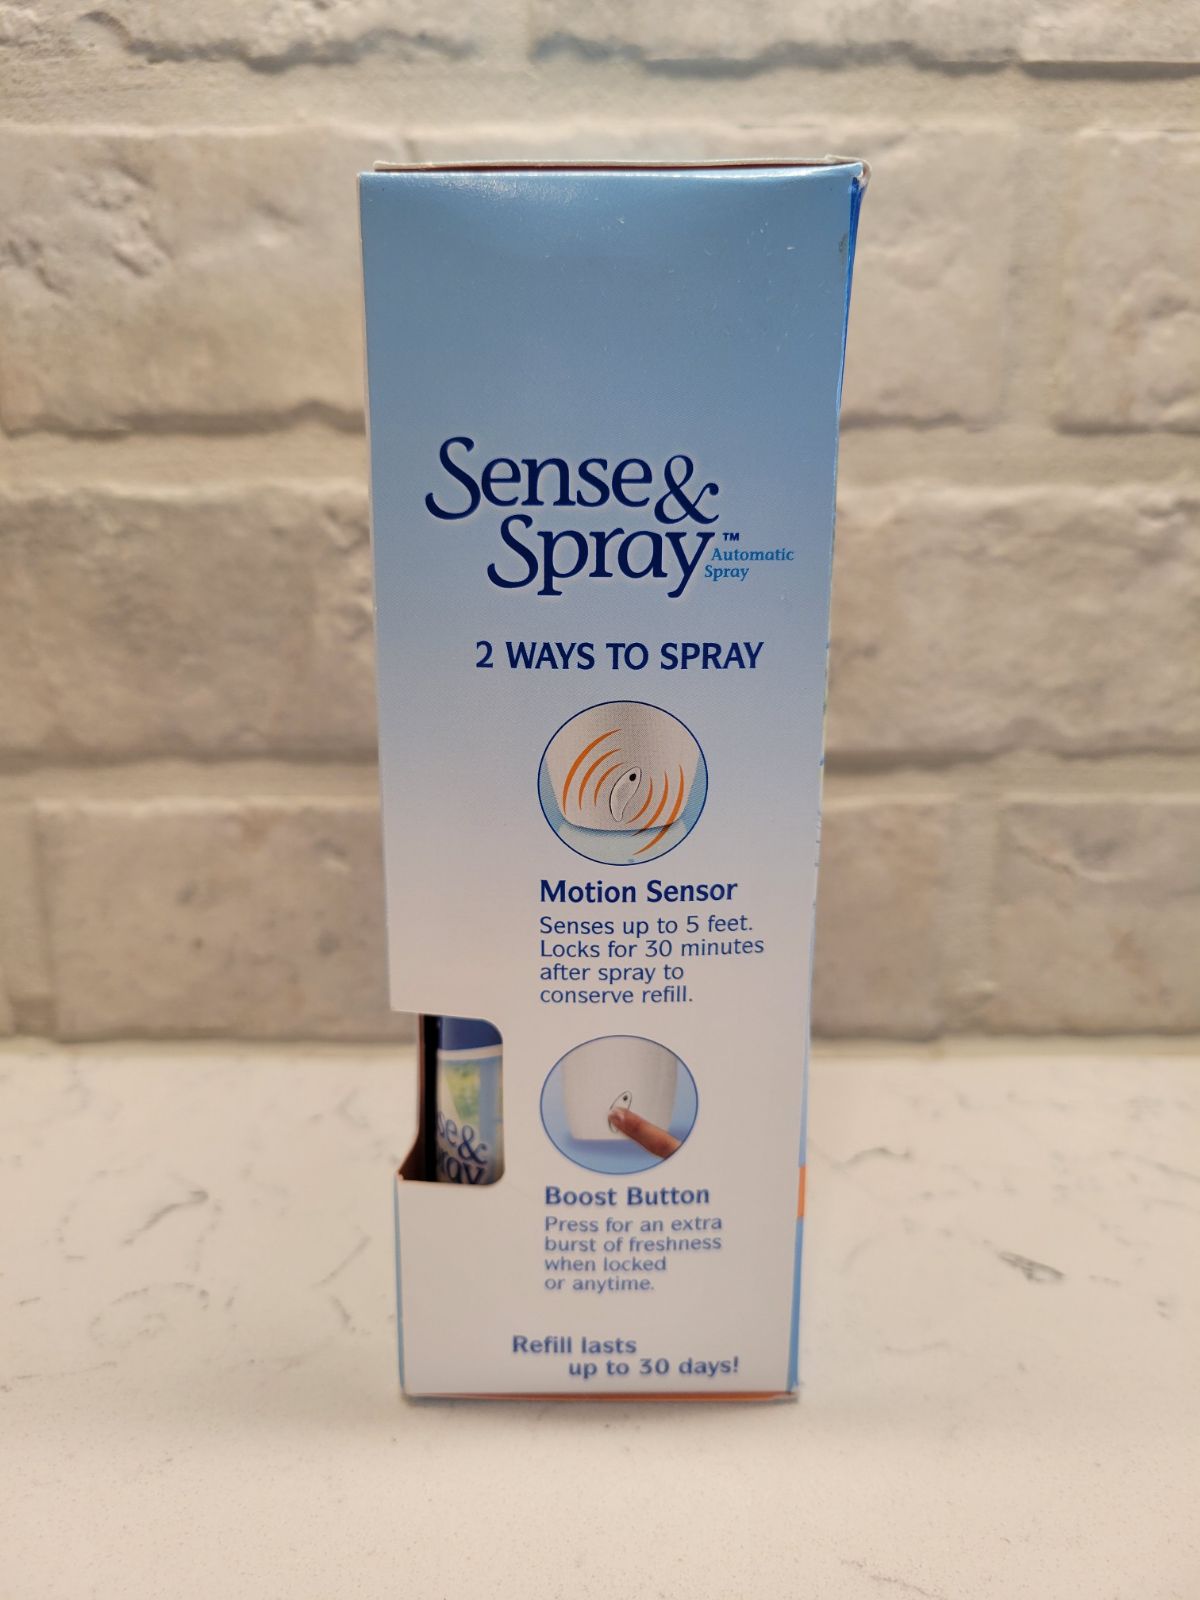 Sense &
Spray™
Automatic
Spray
2 WAYS TO SPRAY
Motion Sensor
Senses up to 5 feet.
Locks for 30 minutes
after spray to
conserve refill.
se &
ray
Boost Button
Press for an extra
burst of freshness
when locked
or anytime.
Refill lasts
up to 30 days!